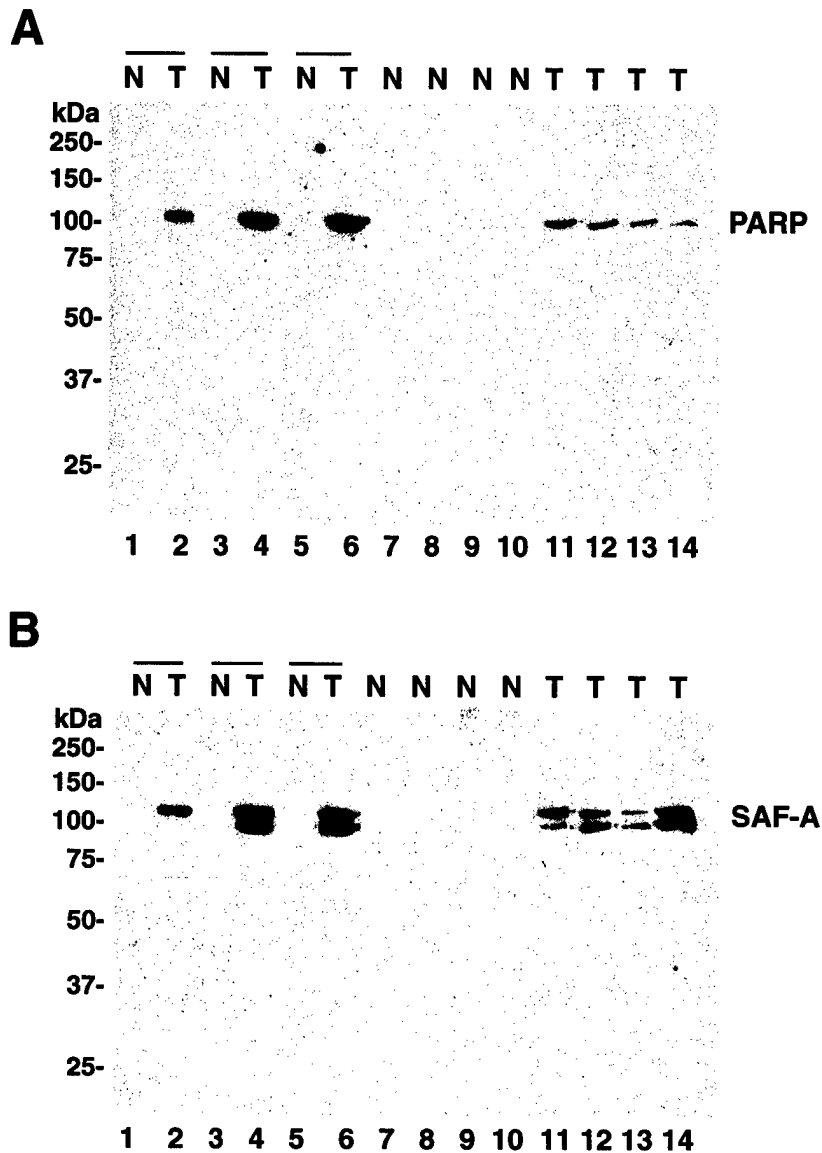 A
N T N T N T N N N N T T T T
kDa
250-
150-
100-
PARP
75-
50-
37-
25-
1 2 3 4 5 6 7 8 9 10 11 12 13 14
B
N T N T N T N N N N T T T T
kDa
250-
150-
100-
SAF-A
75-
50-
37-
25-
1 2 3 4 5 6 7 8 9 10 11 12 13 14